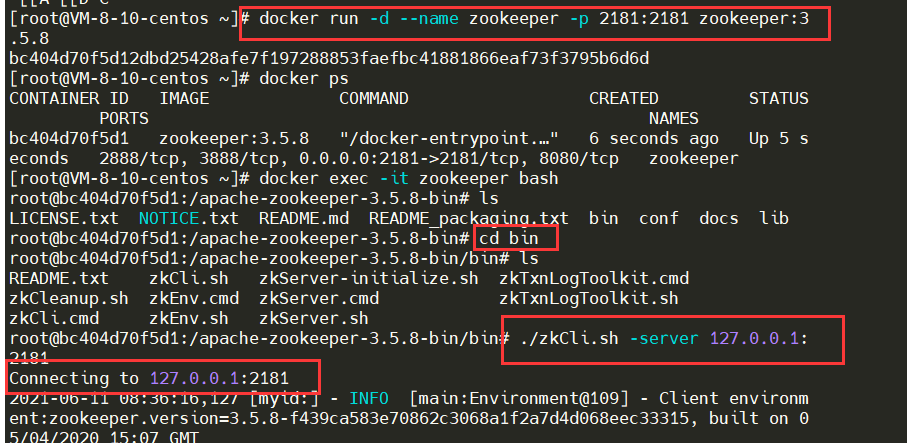 [[A [[D C
[root@VM-8-10-centos ~]# docker run -d --name zookeeper -p 2181:2181 zookeeper:3
.5.8
bc404d70f5d12dbd25428afe7f197288853faefbc41881866eaf73f3795b6d6d
[root@VM-8-10-centos ~]# docker ps
CONTAINER ID   IMAGE             COMMAND                  CREATED         STATUS
         PORTS                                                  NAMES
bc404d70f5d1   zookeeper:3.5.8   "/docker-entrypoint.…"   6 seconds ago   Up 5 s
econds   2888/tcp, 3888/tcp, 0.0.0.0:2181->2181/tcp, 8080/tcp   zookeeper
[root@VM-8-10-centos ~]# docker exec -it zookeeper bash
root@bc404d70f5d1:/apache-zookeeper-3.5.8-bin# ls
LICENSE.txt  NOTICE.txt  README.md  README_packaging.txt  bin  conf  docs  lib
root@bc404d70f5d1:/apache-zookeeper-3.5.8-bin# cd bin
root@bc404d70f5d1:/apache-zookeeper-3.5.8-bin/bin# ls
README.txt    zkCli.sh   zkServer-initialize.sh  zkTxnLogToolkit.cmd
zkCleanup.sh  zkEnv.cmd  zkServer.cmd            zkTxnLogToolkit.sh
zkCli.cmd     zkEnv.sh   zkServer.sh
root@bc404d70f5d1:/apache-zookeeper-3.5.8-bin/bin# ./zkCli.sh -server 127.0.0.1:
2181
Connecting to 127.0.0.1:2181
2021-06-11 08:36:16,127 [myid:] - INFO  [main:Environment@109] - Client environm
ent:zookeeper.version=3.5.8-f439ca583e70862c3068a1f2a7d4d068eec33315, built on 0
5/04/2020 15:07 GMT